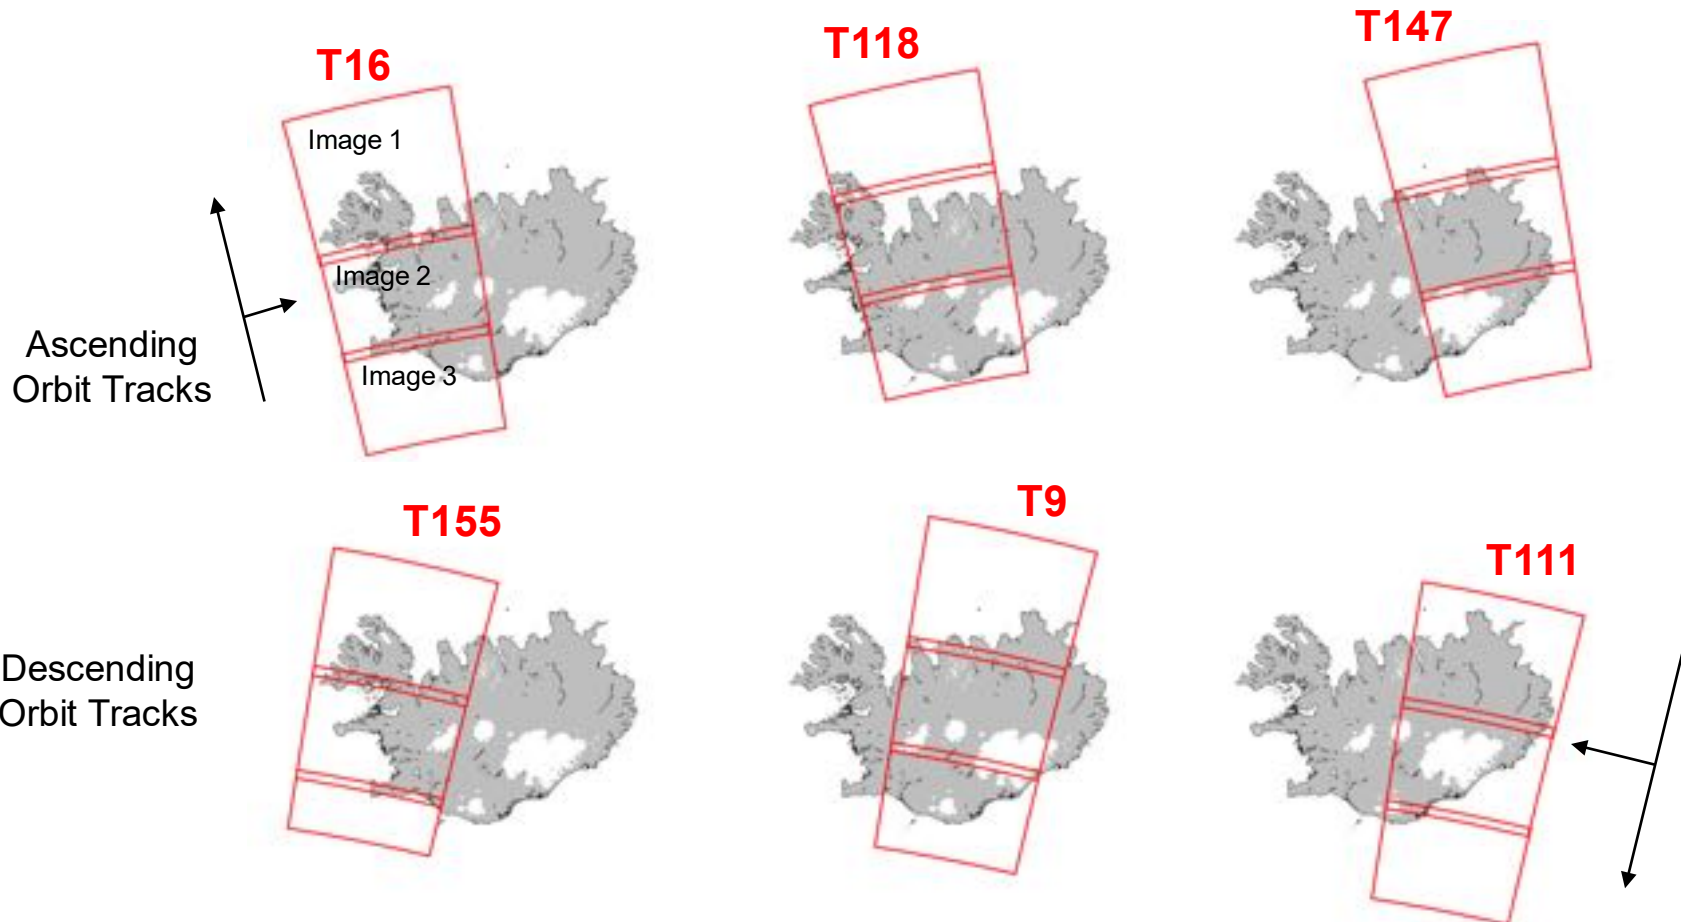 T16
T118
T147
Image 1
Image 2
Image 3
Ascending
Orbit Tracks
T155
T9
T111
Descending
Orbit Tracks